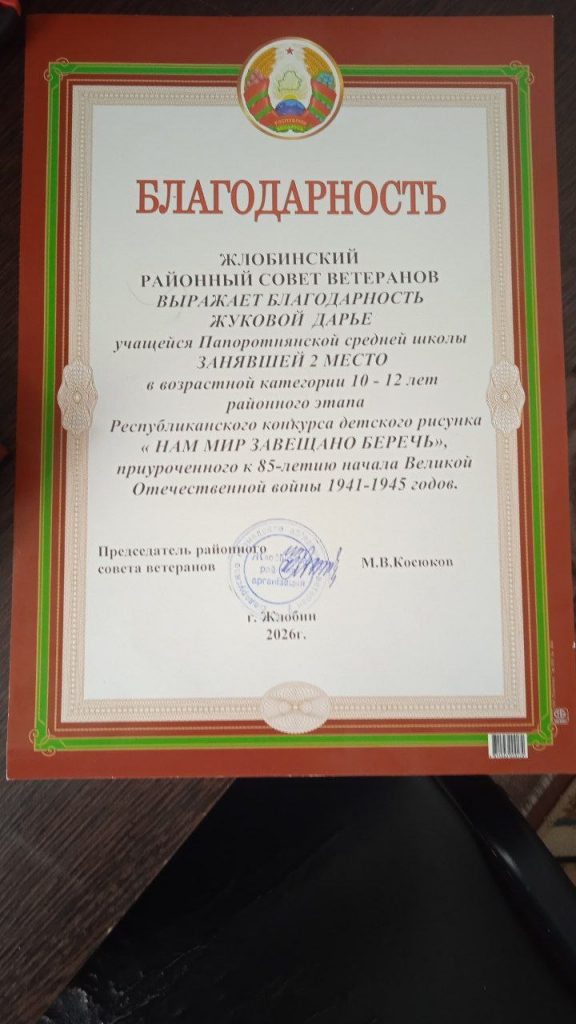 БЛАГОДАРНОСТЬ
ЖЛОБИНСКИЙ
РАЙОННЫЙ СОВЕТ ВЕТЕРАНОВ
ВЫРАЖАЕТ БЛАГОДАРНОСТЬ
ЖУКОВОЙ ДАРЬЕ
учащейся Папоротнянской средней школы
ЗАНЯВШЕЙ 2 МЕСТО
в возрастной категории 10 - 12 лет
районного этапа
Республиканского конкурса детского рисунка
« НАМ МИР ЗАВЕЩАНО БЕРЕЧЬ»,
приуроченного к 85-летию начала Великой
Отечественной войны 1941-1945 годов.
Председатель районного
совета ветеранов
М.В.Косюков
г. Жлобин
2026г.